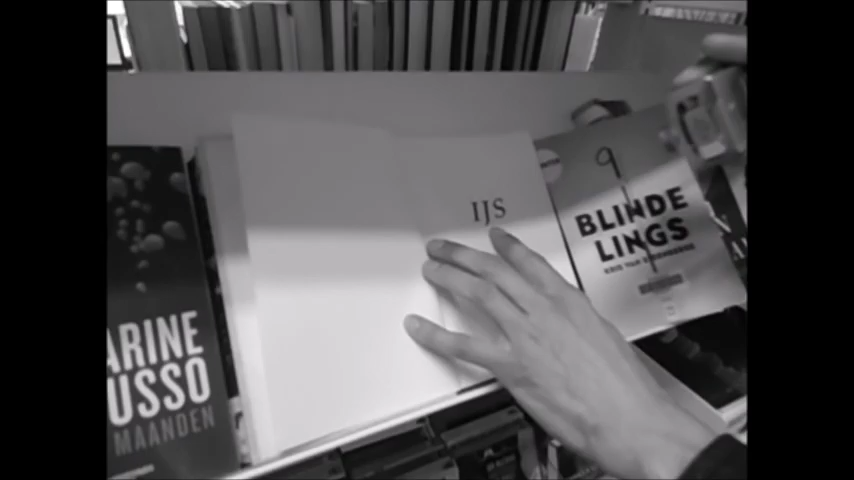 ARINE
USSO
MAANDEN
IJS
BLINDE
LINGS